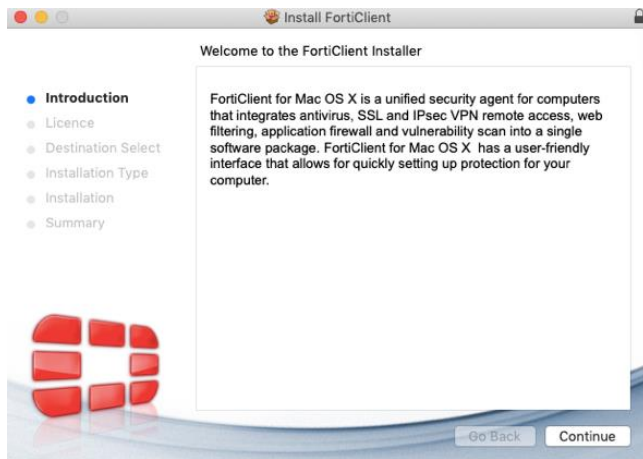 Install FortiClient
Welcome to the FortiClient Installer
Introduction
Licence
Destination Select
Installation Type
Installation
Summary
FortiClient for Mac OS X is a unified security agent for computers
that integrates antivirus, SSL and IPsec VPN remote access, web
filtering, application firewall and vulnerability scan into a single
software package. FortiClient for Mac OS X  has a user-friendly
interface that allows for quickly setting up protection for your
computer.
Go Back
Continue